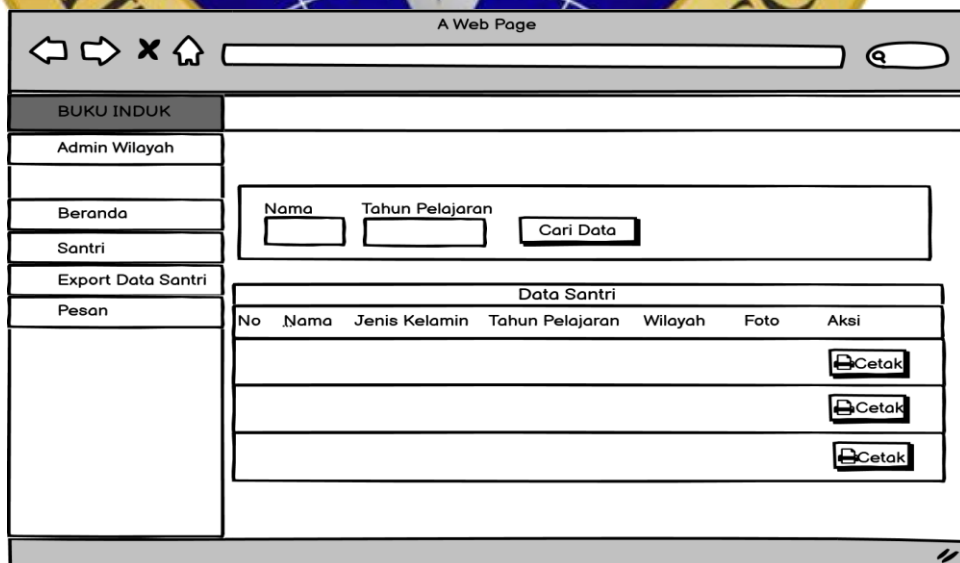 A Web Page
BUKU INDUK
Admin Wilayah
Beranda
Santri
Export Data Santri
Pesan
Nama Tahun Pelajaran
Cari Data
Data Santri
No Nama Jenis Kelamin Tahun Pelajaran Wilayah Foto Aksi
Cetak
Cetak
Cetak